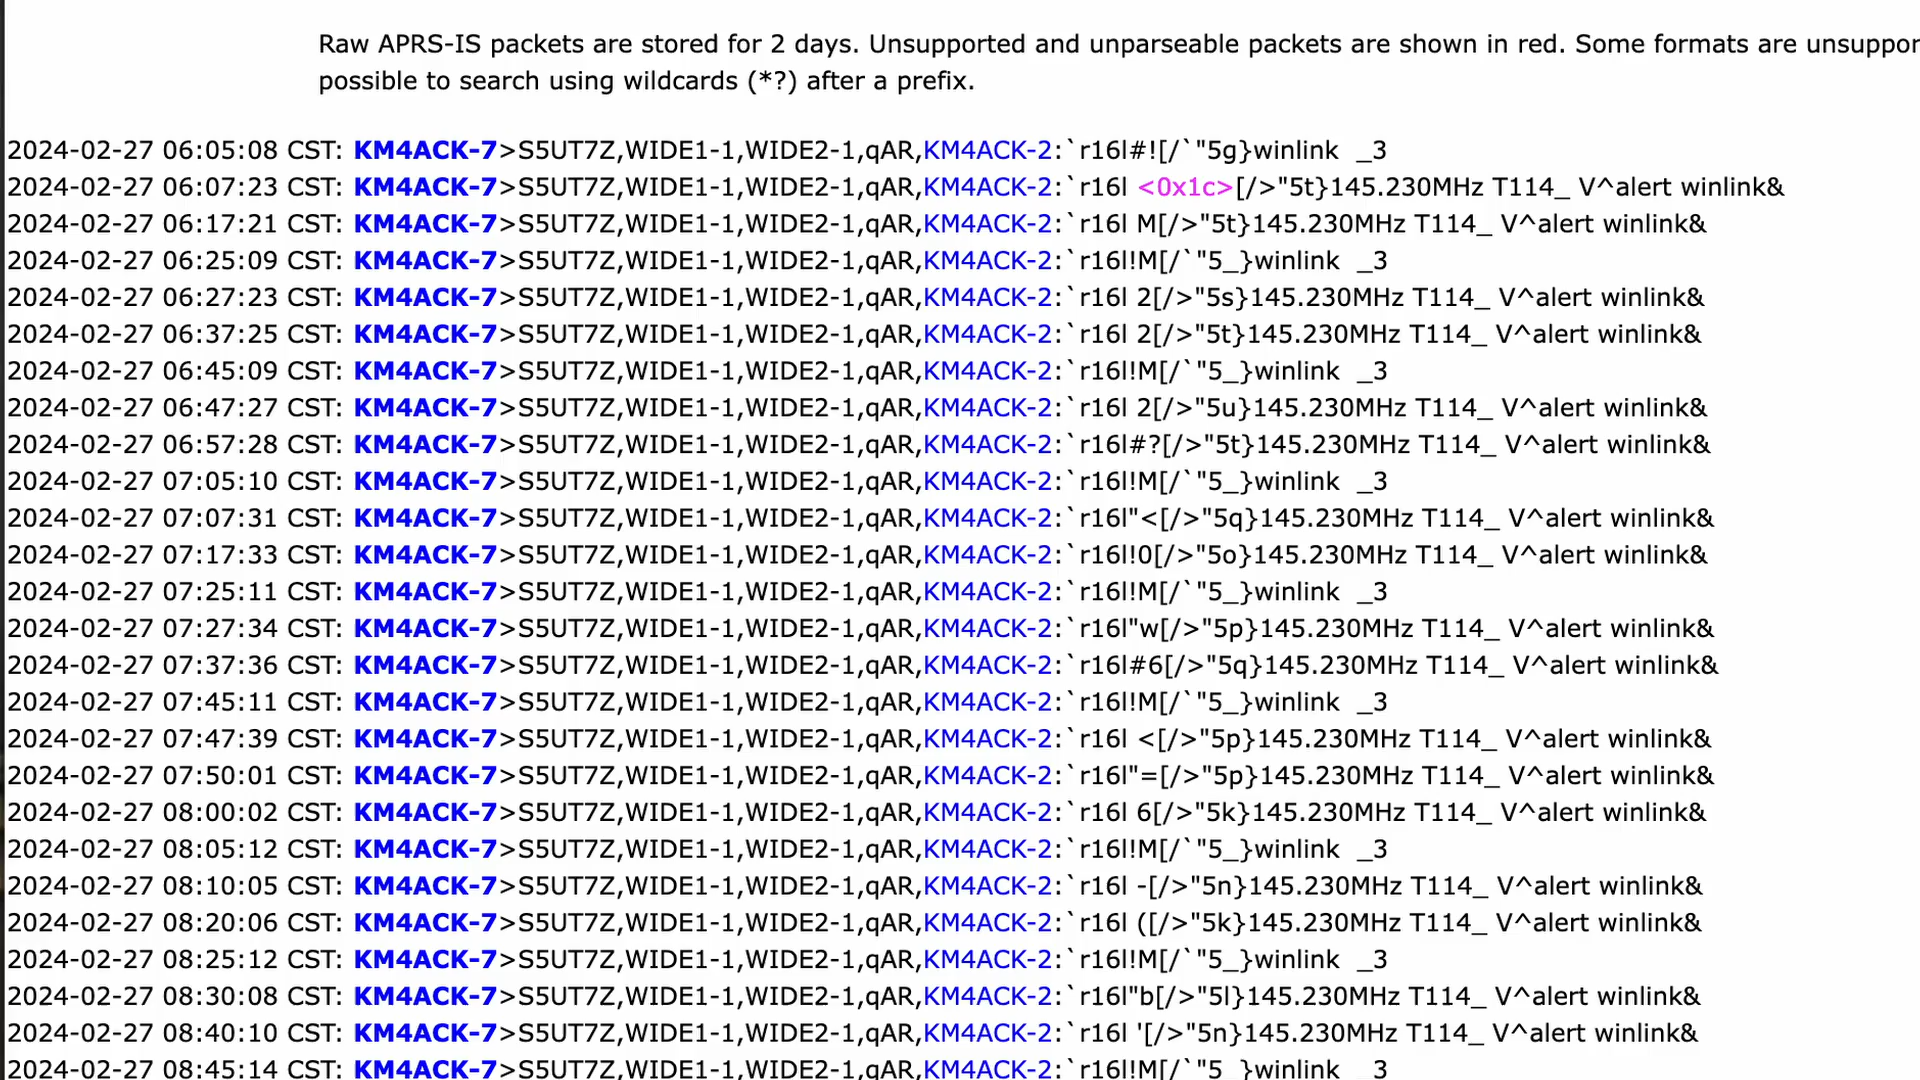 Raw APRS-IS packets are stored for 2 days. Unsupported and unparseable packets are shown in red. Some formats are unsuppor
possible to search using wildcards (*?) after a prefix.
2024-02-27 06:05:08 CST: KM4ACK-7>S5UT7Z,WIDE1-1,WIDE2-1,qAR,KM4ACK-2:`r16l#![/`"5g}winlink _3
2024-02-27 06:07:23 CST: KM4ACK-7>S5UT7Z,WIDE1-1,WIDE2-1,qAR,KM4ACK-2:`r16l <0x1c>[/>"5t}145.230MHz T114_ V^alert winlink&
2024-02-27 06:17:21 CST: KM4ACK-7>S5UT7Z,WIDE1-1,WIDE2-1,qAR,KM4ACK-2:`r16l M[/>"5t}145.230MHz T114_ V^alert winlink&
2024-02-27 06:25:09 CST: KM4ACK-7>S5UT7Z,WIDE1-1,WIDE2-1,qAR,KM4ACK-2:`r16l!M[/`"5_}winlink _3
2024-02-27 06:27:23 CST: KM4ACK-7>S5UT7Z,WIDE1-1,WIDE2-1,qAR,KM4ACK-2:`r16l 2[/>"5s}145.230MHz T114_ V^alert winlink&
2024-02-27 06:37:25 CST: KM4ACK-7>S5UT7Z,WIDE1-1,WIDE2-1,qAR,KM4ACK-2:`r16l 2[/>"5t}145.230MHz T114_ V^alert winlink&
2024-02-27 06:45:09 CST: KM4ACK-7>S5UT7Z,WIDE1-1,WIDE2-1,qAR,KM4ACK-2:`r16l!M[/`"5_}winlink _3
2024-02-27 06:47:27 CST: KM4ACK-7>S5UT7Z,WIDE1-1,WIDE2-1,qAR,KM4ACK-2:`r16l 2[/>"5u}145.230MHz T114_ V^alert winlink&
2024-02-27 06:57:28 CST: KM4ACK-7>S5UT7Z,WIDE1-1,WIDE2-1,qAR,KM4ACK-2:`r16l#?[/>"5t}145.230MHz T114_ V^alert winlink&
2024-02-27 07:05:10 CST: KM4ACK-7>S5UT7Z,WIDE1-1,WIDE2-1,qAR,KM4ACK-2:`r16l!M[/`"5_}winlink _3
2024-02-27 07:07:31 CST: KM4ACK-7>S5UT7Z,WIDE1-1,WIDE2-1,qAR,KM4ACK-2:`r16l"<[/>"5q}145.230MHz T114_ V^alert winlink&
2024-02-27 07:17:33 CST: KM4ACK-7>S5UT7Z,WIDE1-1,WIDE2-1,qAR,KM4ACK-2:`r16l!0[/>"5o}145.230MHz T114_ V^alert winlink&
2024-02-27 07:25:11 CST: KM4ACK-7>S5UT7Z,WIDE1-1,WIDE2-1,qAR,KM4ACK-2:`r16l!M[/`"5_}winlink _3
2024-02-27 07:27:34 CST: KM4ACK-7>S5UT7Z,WIDE1-1,WIDE2-1,qAR,KM4ACK-2:`r16l"w[/>"5p}145.230MHz T114_ V^alert winlink&
2024-02-27 07:37:36 CST: KM4ACK-7>S5UT7Z,WIDE1-1,WIDE2-1,qAR,KM4ACK-2:`r16l#6[/>"5q}145.230MHz T114_ V^alert winlink&
2024-02-27 07:45:11 CST: KM4ACK-7>S5UT7Z,WIDE1-1,WIDE2-1,qAR,KM4ACK-2:`r16l!M[/`"5_}winlink _3
2024-02-27 07:47:39 CST: KM4ACK-7>S5UT7Z,WIDE1-1,WIDE2-1,qAR,KM4ACK-2:`r16l <[/>"5p}145.230MHz T114_ V^alert winlink&
2024-02-27 07:50:01 CST: KM4ACK-7>S5UT7Z,WIDE1-1,WIDE2-1,qAR,KM4ACK-2:`r16l"=[/>"5p}145.230MHz T114_ V^alert winlink&
2024-02-27 08:00:02 CST: KM4ACK-7>S5UT7Z,WIDE1-1,WIDE2-1,qAR,KM4ACK-2:`r16l 6[/>"5k}145.230MHz T114_ V^alert winlink&
2024-02-27 08:05:12 CST: KM4ACK-7>S5UT7Z,WIDE1-1,WIDE2-1,qAR,KM4ACK-2:`r16l!M[/`"5_}winlink _3
2024-02-27 08:10:05 CST: KM4ACK-7>S5UT7Z,WIDE1-1,WIDE2-1,qAR,KM4ACK-2:`r16l -[/>"5n}145.230MHz T114_ V^alert winlink&
2024-02-27 08:20:06 CST: KM4ACK-7>S5UT7Z,WIDE1-1,WIDE2-1,qAR,KM4ACK-2:`r16l ([/>"5k}145.230MHz T114_ V^alert winlink&
2024-02-27 08:25:12 CST: KM4ACK-7>S5UT7Z,WIDE1-1,WIDE2-1,qAR,KM4ACK-2:`r16l!M[/`"5_}winlink _3
2024-02-27 08:30:08 CST: KM4ACK-7>S5UT7Z,WIDE1-1,WIDE2-1,qAR,KM4ACK-2:`r16l"b[/>"5l}145.230MHz T114_ V^alert winlink&
2024-02-27 08:40:10 CST: KM4ACK-7>S5UT7Z,WIDE1-1,WIDE2-1,qAR,KM4ACK-2:`r16l '[/>"5n}145.230MHz T114_ V^alert winlink&
2024-02-27 08:45:14 CST: KM4ACK-7>S5UT7Z,WIDE1-1,WIDE2-1,qAR,KM4ACK-2:`r16l!M[/`"5_}winlink _3